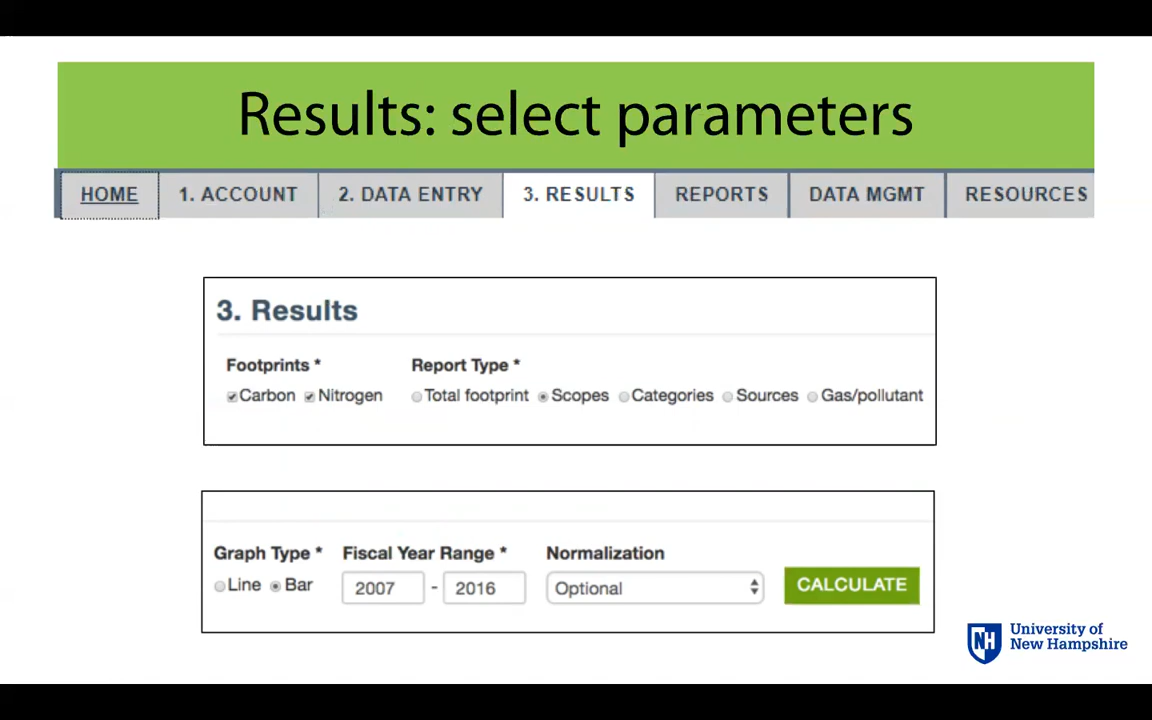 Results: select parameters
HOME 1. ACCOUNT 2. DATA ENTRY 3. RESULTS REPORTS DATA MGMT RESOURCES
3. Results
Footprints * Report Type *
Carbon Nitrogen Total footprint Scopes Categories Sources Gas/pollutant
Graph Type * Fiscal Year Range * Normalization
Line Bar 2007 - 2016 Optional CALCULATE
NH University of
New Hampshire